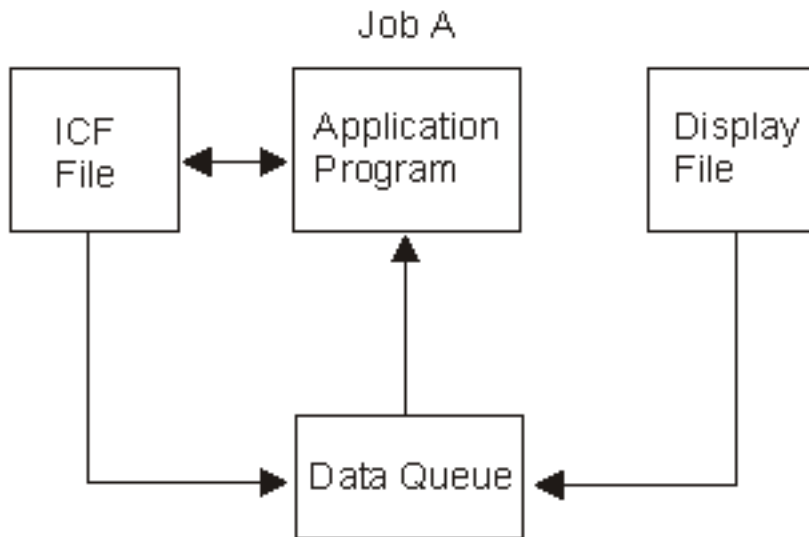 Job A
ICF
File
Application
Program
Display
File
Data Queue